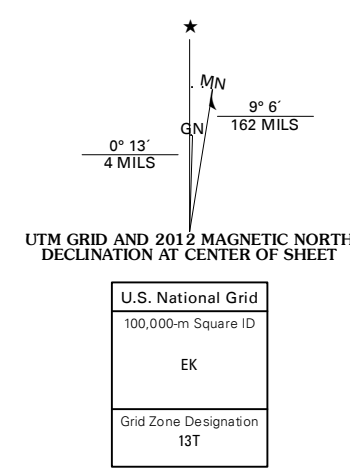 ★
MN
GN
9° 6´
162 MILS
0° 13´
4 MILS
UTM GRID AND 2012 MAGNETIC NORTH
DECLINATION AT CENTER OF SHEET
U.S. National Grid
100,000-m Square ID
EK
Grid Zone Designation
13T